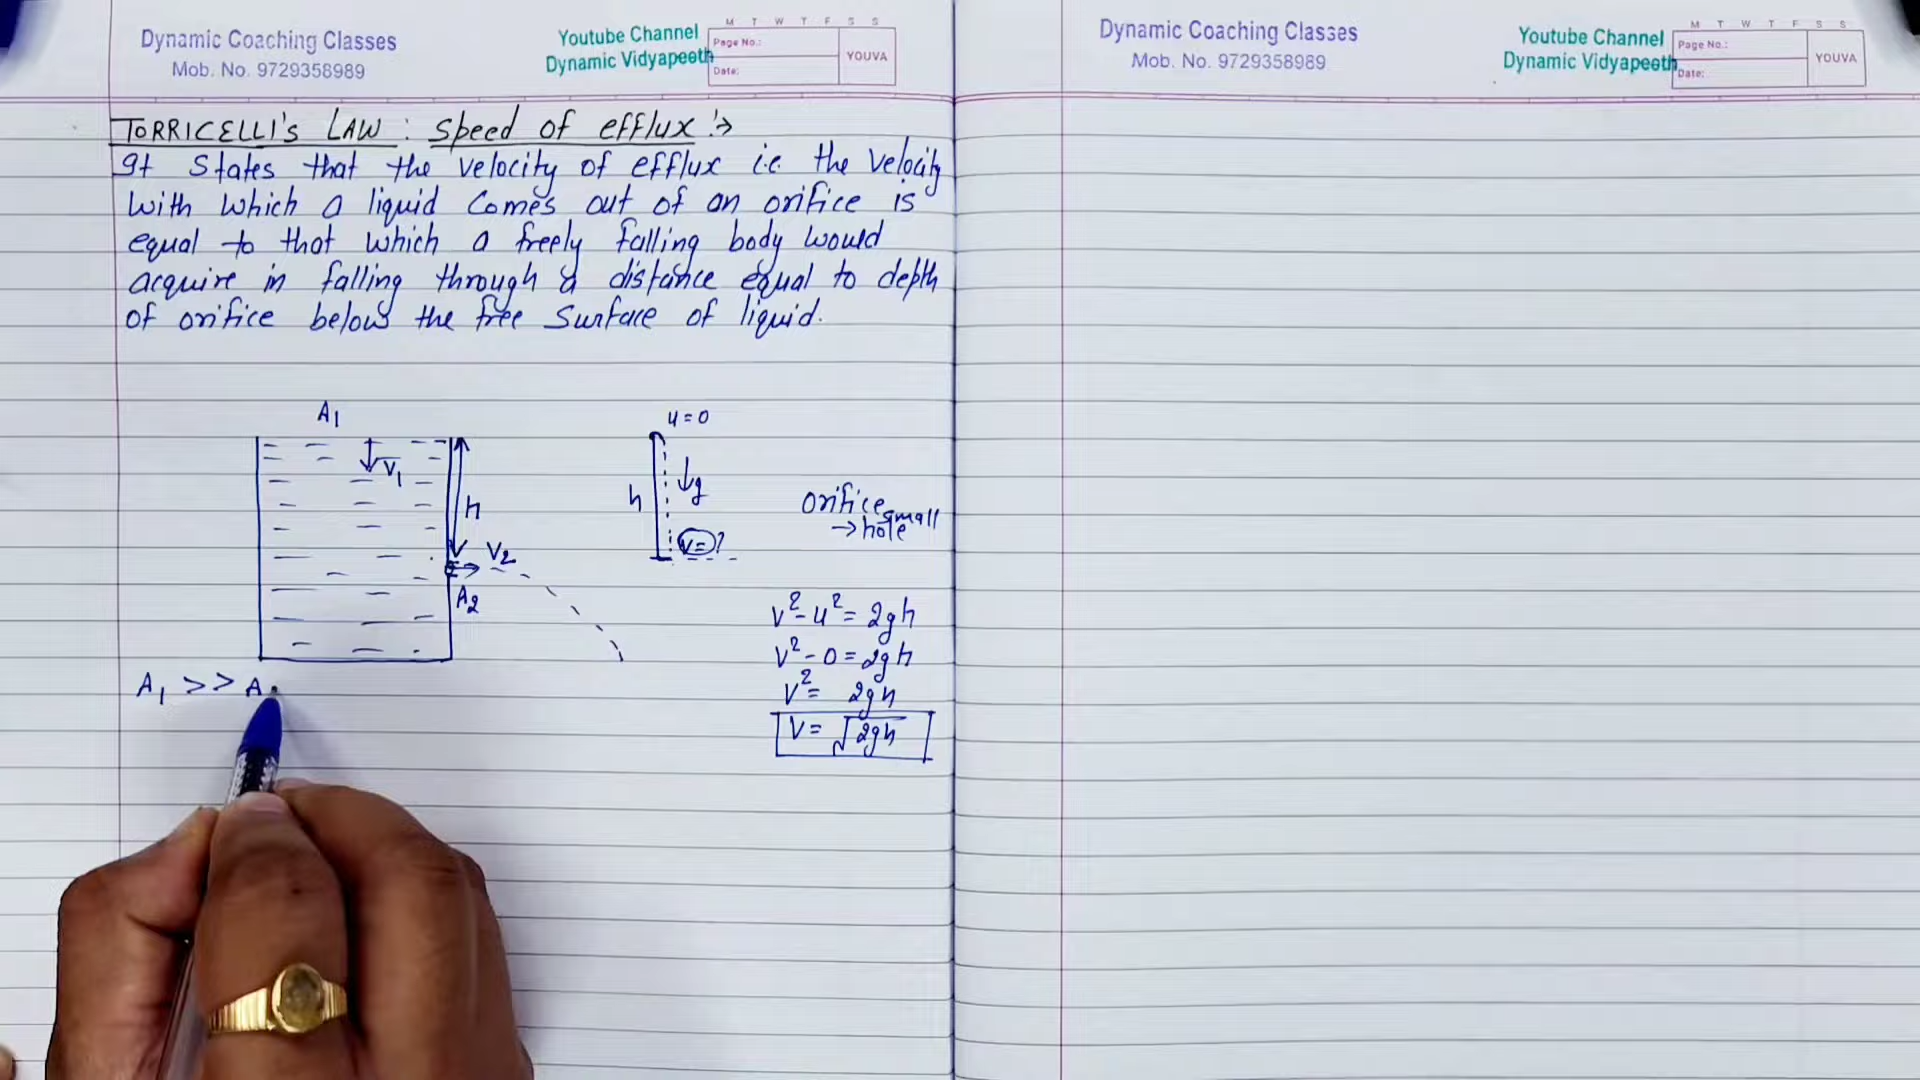 Dynamic Coaching Classes
Mob. No. 9729358989
Youtube Channel
Dynamic Vidyapeeth
M T W T F S S
Page No.:
Date:
YOUVA
TORRICELLI's LAW : Speed of efflux :→
It states that the velocity of efflux i.e. the velocity
with which a liquid comes out of an orifice is
equal to that which a freely falling body would
acquire in falling through a distance equal to depth
of orifice below the free surface of liquid.
A₁
V₁
h
V₂
A₂
u = 0
h
↓g
v = ?
orifice
→ small hole
v² - u² = 2gh
v² - 0 = 2gh
v² = 2gh
v = √2gh
A₁ >> A
Dynamic Coaching Classes
Mob. No. 9729358989
Youtube Channel
Dynamic Vidyapeeth
M T W T F S S
Page No.:
Date:
YOUVA